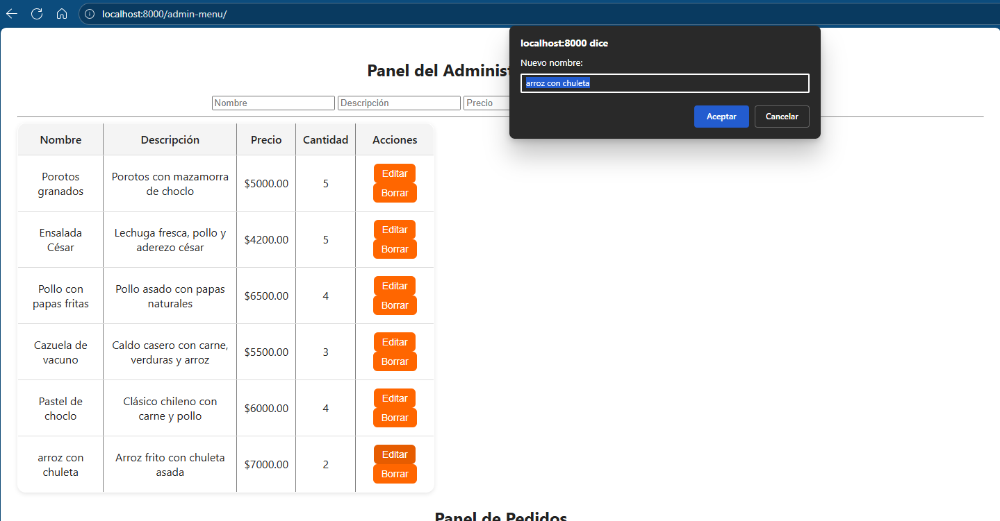 localhost:8000/admin-menu/
localhost:8000 dice
Nuevo nombre:
arroz con chuleta
Aceptar Cancelar
Panel del Administ
Nombre Descripción Precio
Nombre Descripción Precio Cantidad Acciones
Porotos
granados
Porotos con mazamorra
de choclo
$5000.00
5
Editar
Borrar
Ensalada
César
Lechuga fresca, pollo y
aderezo césar
$4200.00
5
Editar
Borrar
Pollo con
papas fritas
Pollo asado con papas
naturales
$6500.00
4
Editar
Borrar
Cazuela de
vacuno
Caldo casero con carne,
verduras y arroz
$5500.00
3
Editar
Borrar
Pastel de
choclo
Clásico chileno con
carne y pollo
$6000.00
4
Editar
Borrar
arroz con
chuleta
Arroz frito con chuleta
asada
$7000.00
2
Editar
Borrar
Panel de Pedidos